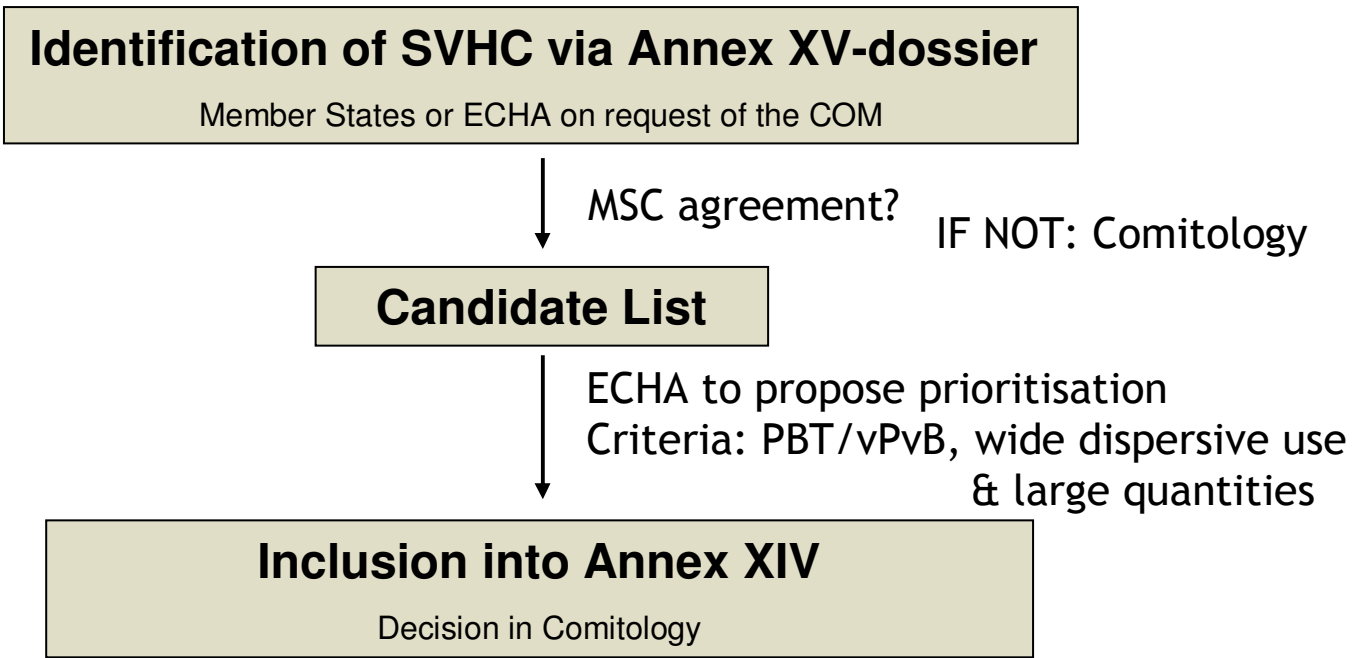 Identification of SVHC via Annex XV-dossier
Member States or ECHA on request of the COM
MSC agreement?
IF NOT: Comitology
Candidate List
ECHA to propose prioritisation
Criteria: PBT/vPvB, wide dispersive use
& large quantities
Inclusion into Annex XIV
Decision in Comitology